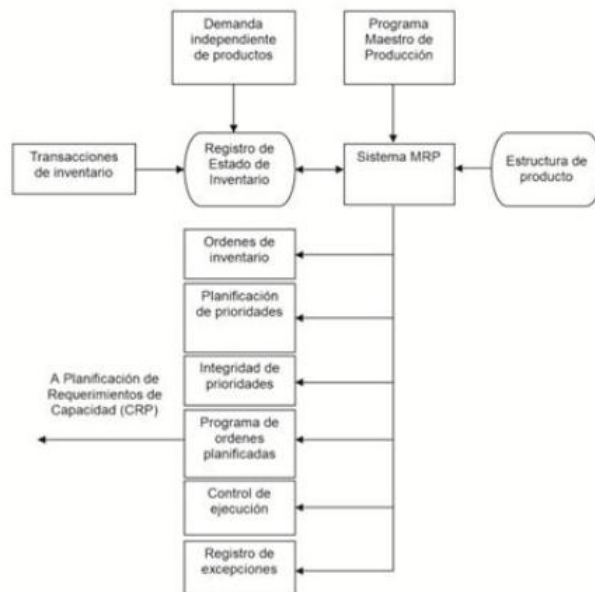 Demanda
independiente
de productos
Programa
Maestro de
Producción
Transacciones
de inventario
Registro de
Estado de
Inventario
Sistema MRP
Estructura de
producto
Ordenes de
inventario
Planificación
de prioridades
Integridad de
prioridades
A Planificación de
Requerimientos de
Capacidad (CRP)
Programa de
ordenes
planificadas
Control de
ejecución
Registro de
excepciones